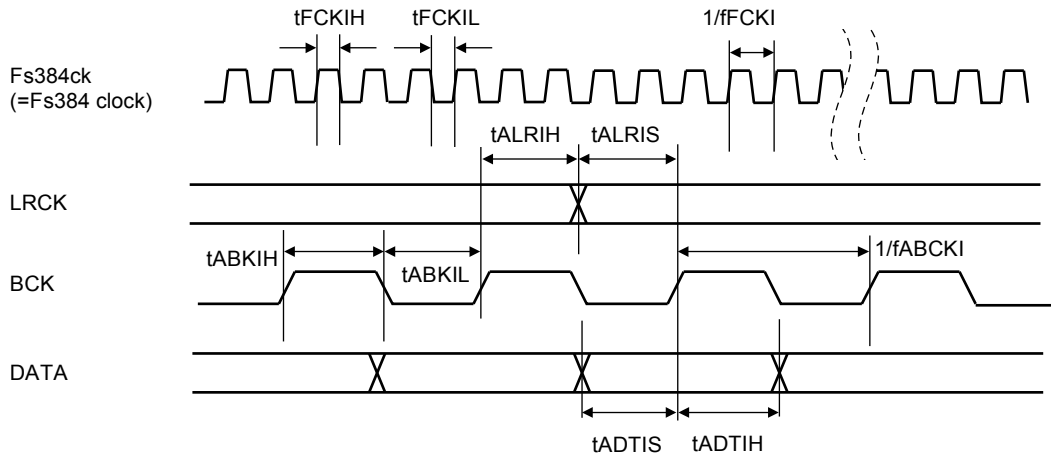 tFCKIH tFCKIL 1/fFCKI
Fs384ck
(=Fs384 clock)
tALRIH tALRIS
LRCK
tABKIH tABKIL 1/fABCKI
BCK
DATA
tADTIS tADTIH